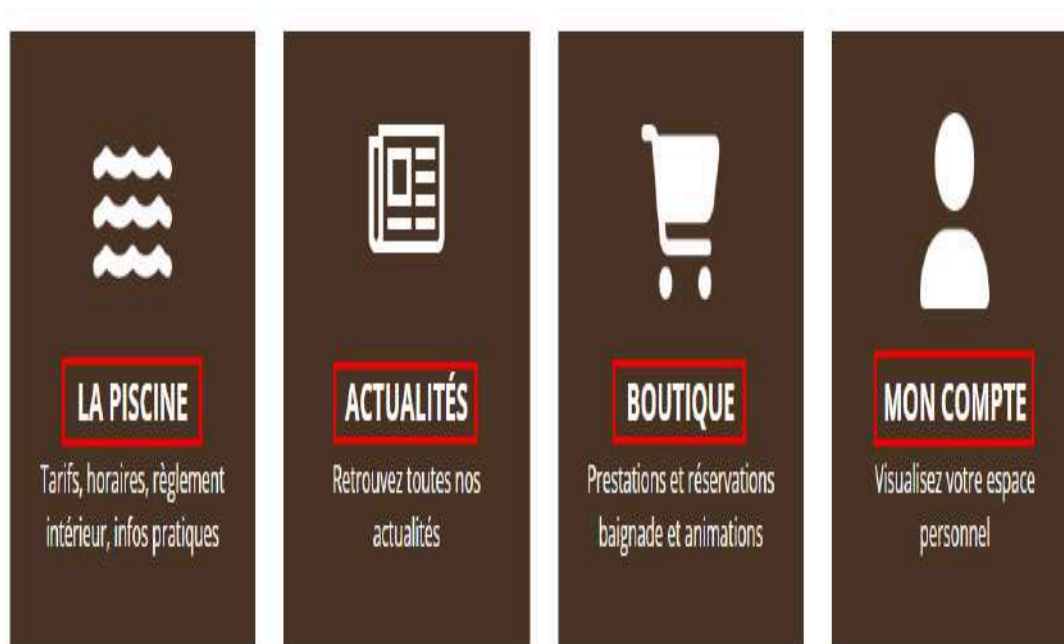 LA PISCINE
Tarifs, horaires, règlement
intérieur, infos pratiques
ACTUALITÉS
Retrouvez toutes nos
actualités
BOUTIQUE
Prestations et réservations
baignade et animations
MON COMPTE
Visualisez votre espace
personnel